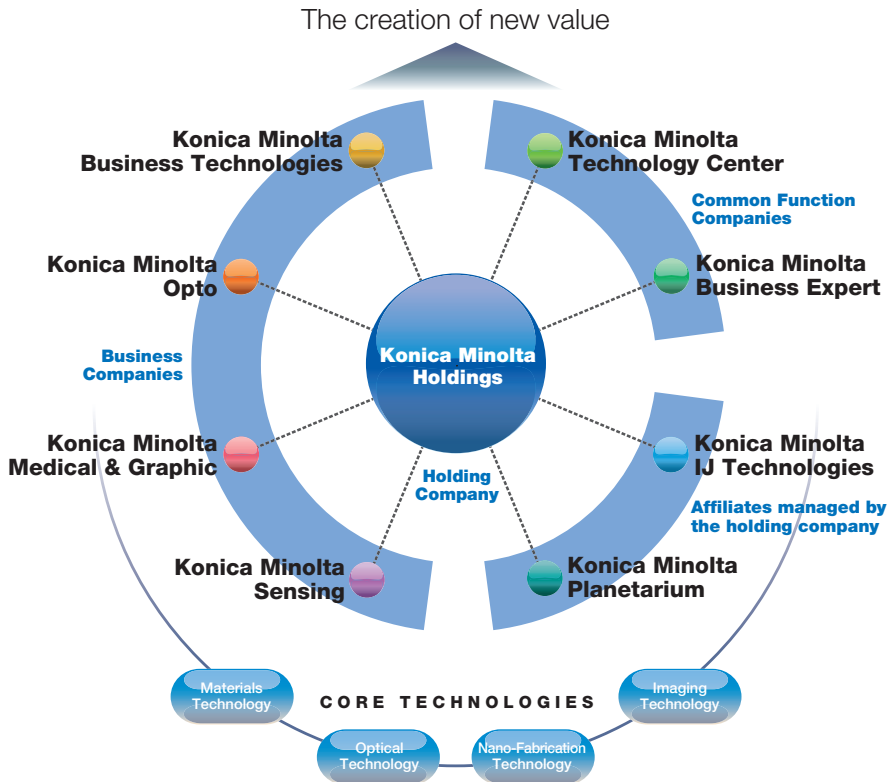 The creation of new value
Konica Minolta
Business Technologies
Konica Minolta
Technology Center
Common Function
Companies
Konica Minolta
Opto
Konica Minolta
Business Expert
Konica Minolta
Holdings
Business
Companies
Konica Minolta
Medical & Graphic
Holding
Company
Konica Minolta
IJ Technologies
Affiliates managed by
the holding company
Konica Minolta
Sensing
Konica Minolta
Planetarium
CORE TECHNOLOGIES
Materials
Technology
Optical
Technology
Nano-Fabrication
Technology
Imaging
Technology